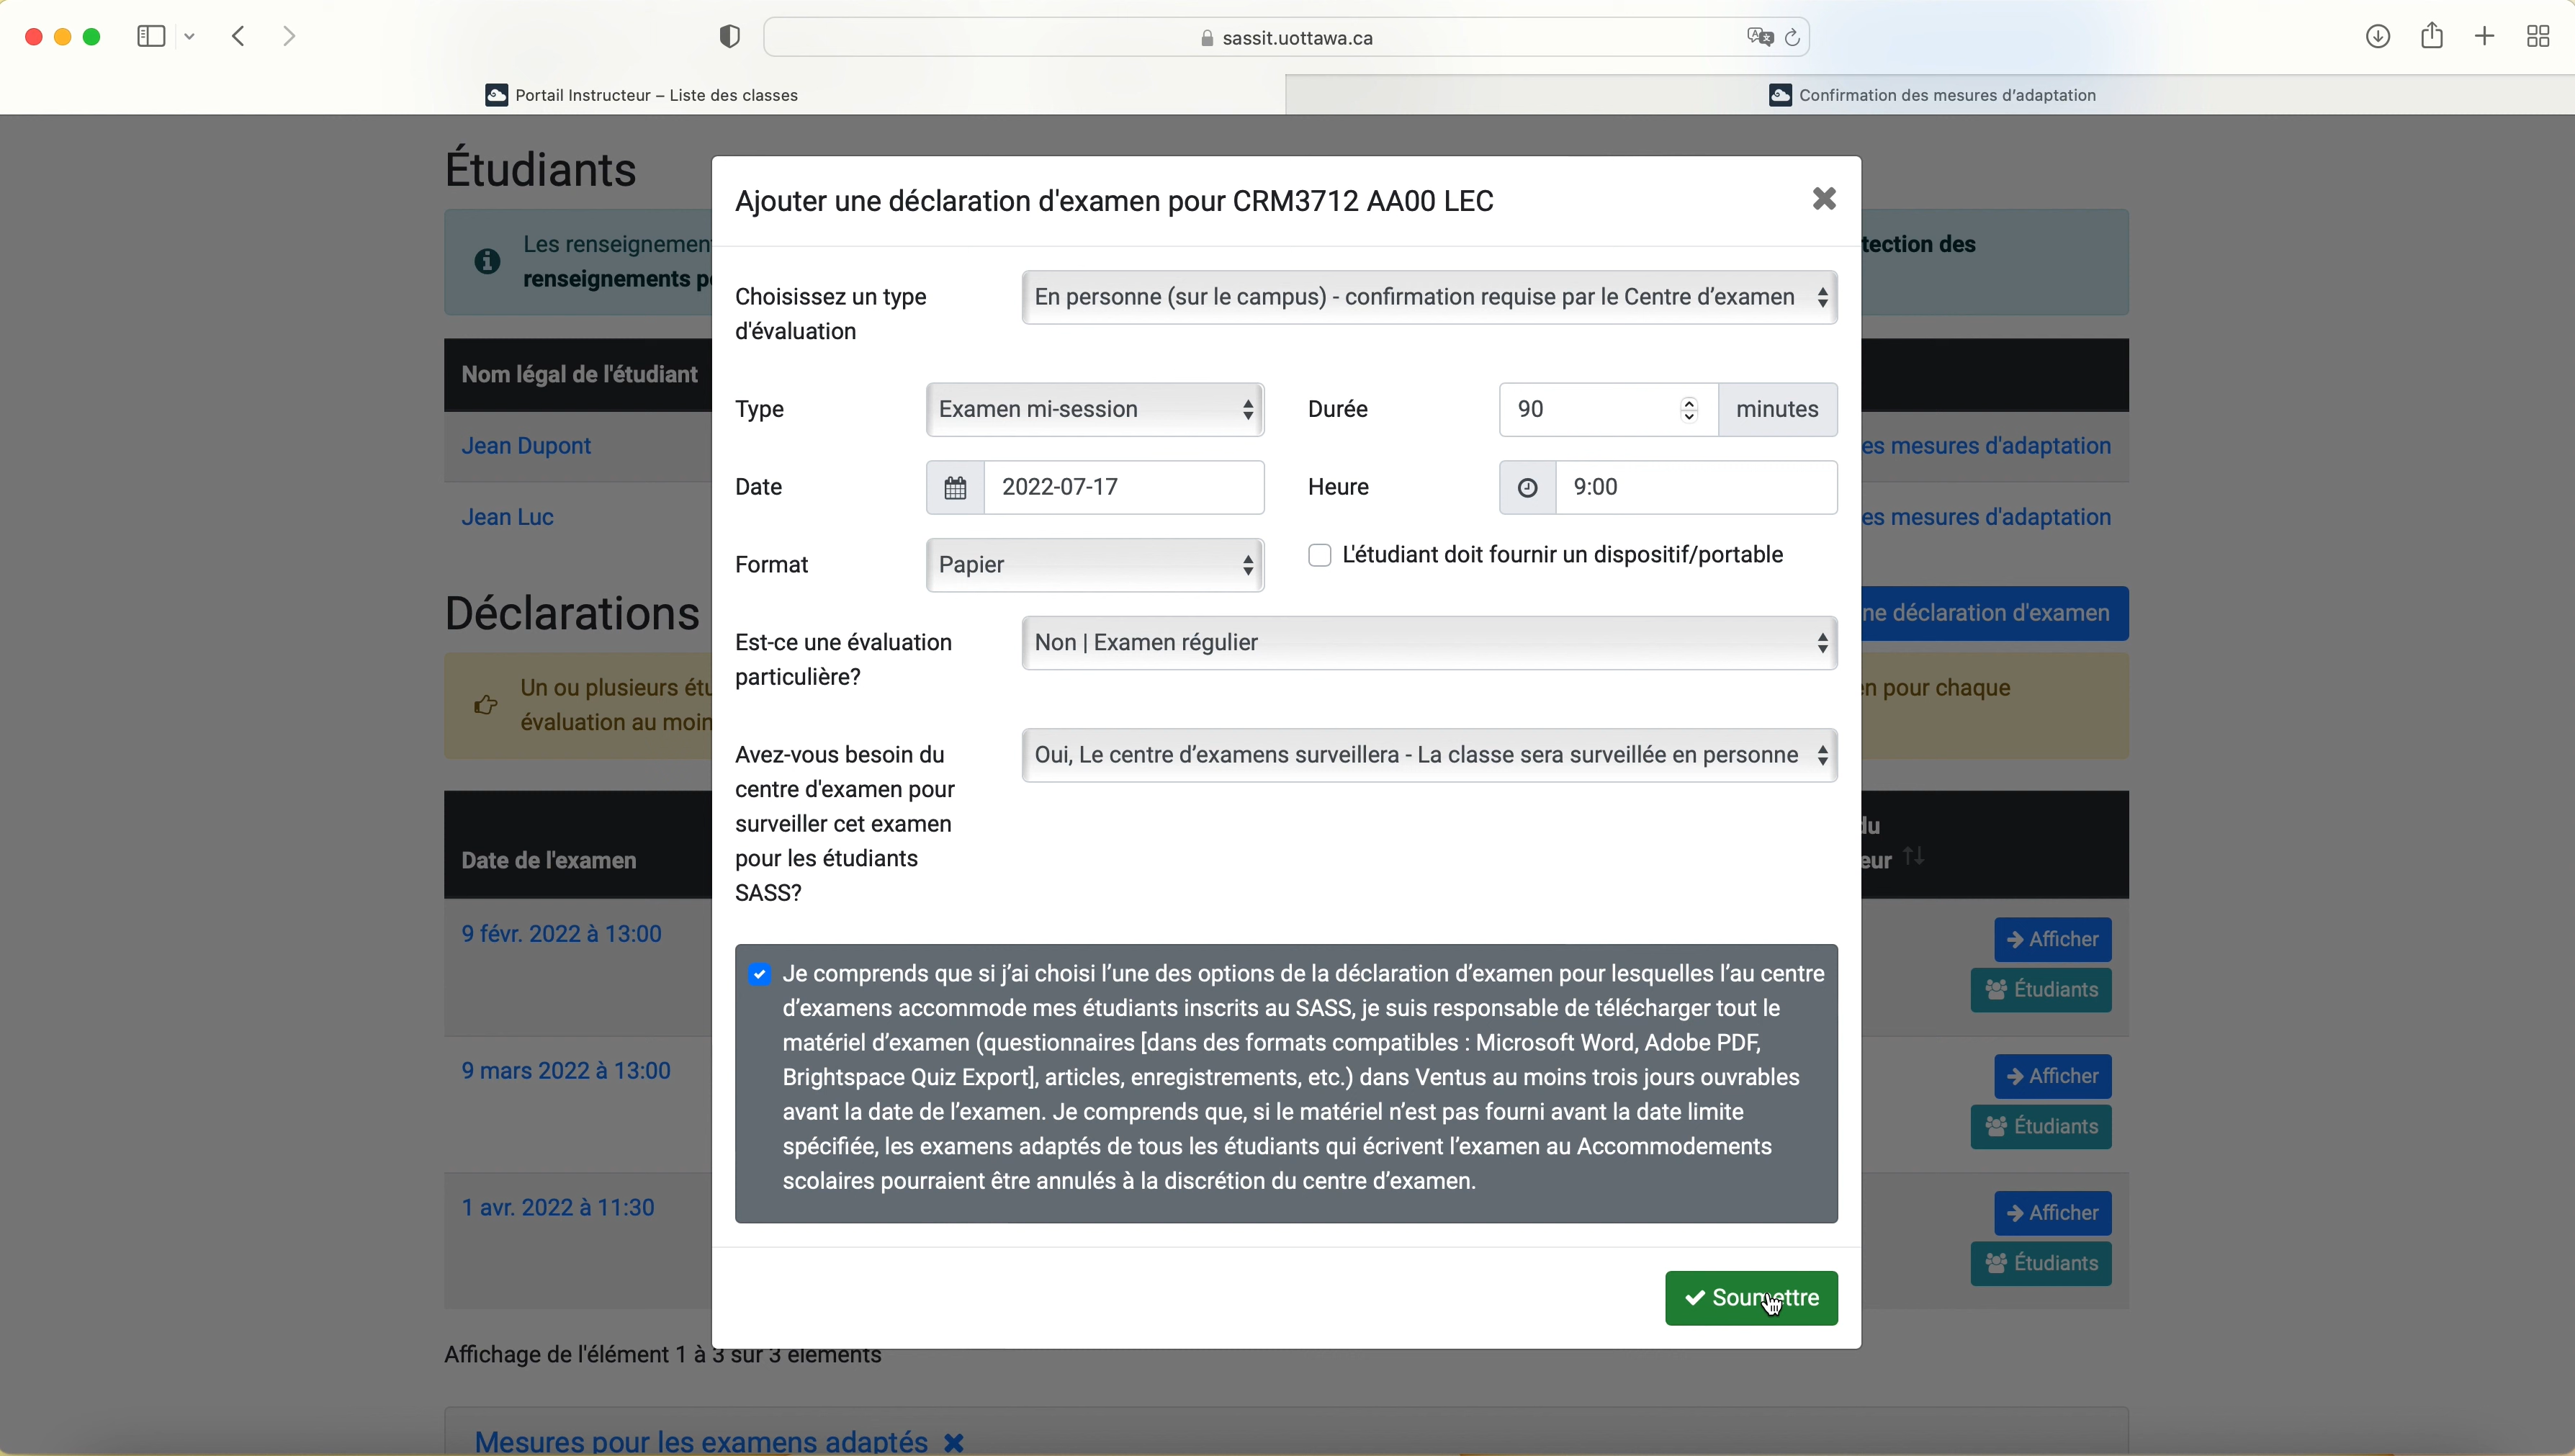 sassit.uottawa.ca
Portail Instructeur – Liste des classes
Confirmation des mesures d’adaptation
Étudiants
Les renseignemen
tection des
renseignements p
Nom légal de l'étudiant
Jean Dupont
es mesures d'adaptation
Jean Luc
es mesures d'adaptation
Déclarations
ne déclaration d'examen
Un ou plusieurs étu
en pour chaque
évaluation au moin
Date de l'examen
du
eur
9 févr. 2022 à 13:00
Afficher
Étudiants
9 mars 2022 à 13:00
Afficher
Étudiants
1 avr. 2022 à 11:30
Afficher
Étudiants
Ajouter une déclaration d'examen pour CRM3712 AA00 LEC
Choisissez un type
d'évaluation
En personne (sur le campus) - confirmation requise par le Centre d’examen
Type
Examen mi-session
Durée
90
minutes
Date
2022-07-17
Heure
9:00
Format
Papier
L'étudiant doit fournir un dispositif/portable
Est-ce une évaluation
particulière?
Non | Examen régulier
Avez-vous besoin du
centre d'examen pour
surveiller cet examen
pour les étudiants
SASS?
Oui, Le centre d’examens surveillera - La classe sera surveillée en personne
Je comprends que si j’ai choisi l’une des options de la déclaration d’examen pour lesquelles l’au centre
d’examens accommode mes étudiants inscrits au SASS, je suis responsable de télécharger tout le
matériel d’examen (questionnaires [dans des formats compatibles : Microsoft Word, Adobe PDF,
Brightspace Quiz Export], articles, enregistrements, etc.) dans Ventus au moins trois jours ouvrables
avant la date de l’examen. Je comprends que, si le matériel n’est pas fourni avant la date limite
spécifiée, les examens adaptés de tous les étudiants qui écrivent l’examen au Accommodements
scolaires pourraient être annulés à la discrétion du centre d’examen.
Soumettre
Affichage de l'élément 1 à 3 sur 3 éléments
Mesures pour les examens adaptés